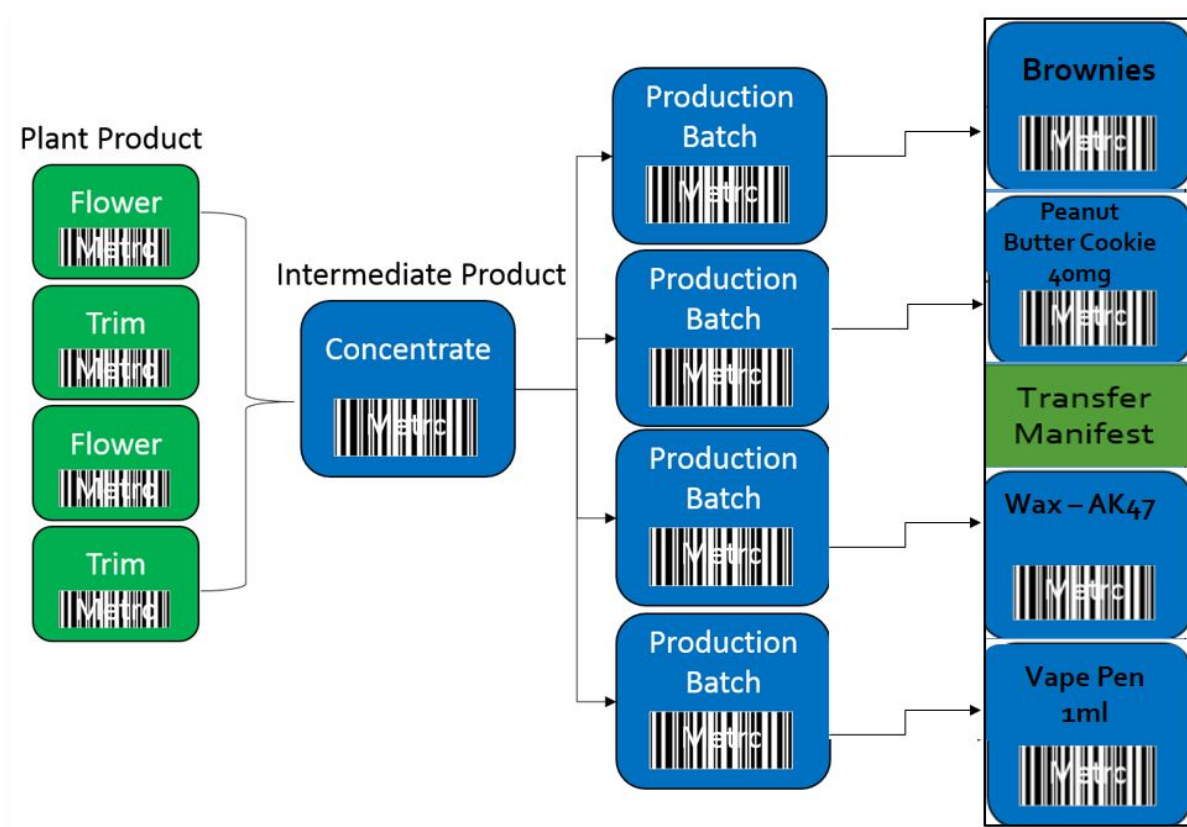 Plant Product
Flower
Metrc
Trim
Metrc
Flower
Metrc
Trim
Metrc
Intermediate Product
Concentrate
Metrc
Production
Batch
Metrc
Production
Batch
Metrc
Production
Batch
Metrc
Production
Batch
Metrc
Brownies
Metrc
Peanut
Butter Cookie
40mg
Metrc
Transfer
Manifest
Wax – AK47
Metrc
Vape Pen
1ml
Metrc